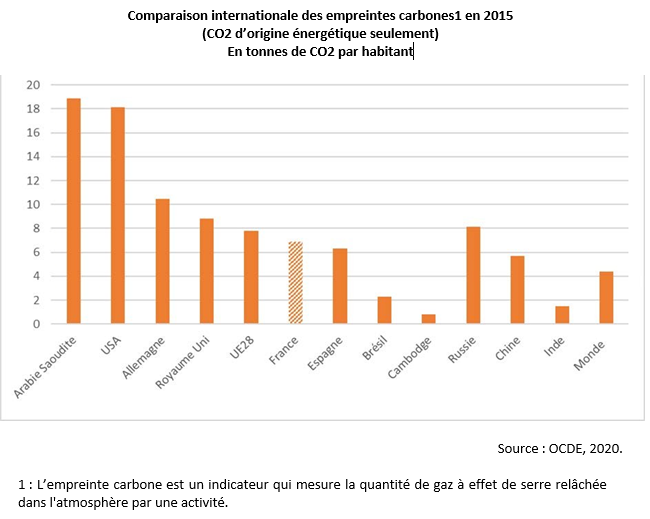 Comparaison internationale des empreintes carbones1 en 2015
(CO2 d’origine énergétique seulement)
En tonnes de CO2 par habitant
20
18
16
14
12
10
8
6
4
2
0
Arabie Saoudite
USA
Allemagne
Royaume Uni
UE28
France
Espagne
Brésil
Cambodge
Russie
Chine
Inde
Monde
Source : OCDE, 2020.
1 : L’empreinte carbone est un indicateur qui mesure la quantité de gaz à effet de serre relâchée
dans l'atmosphère par une activité.